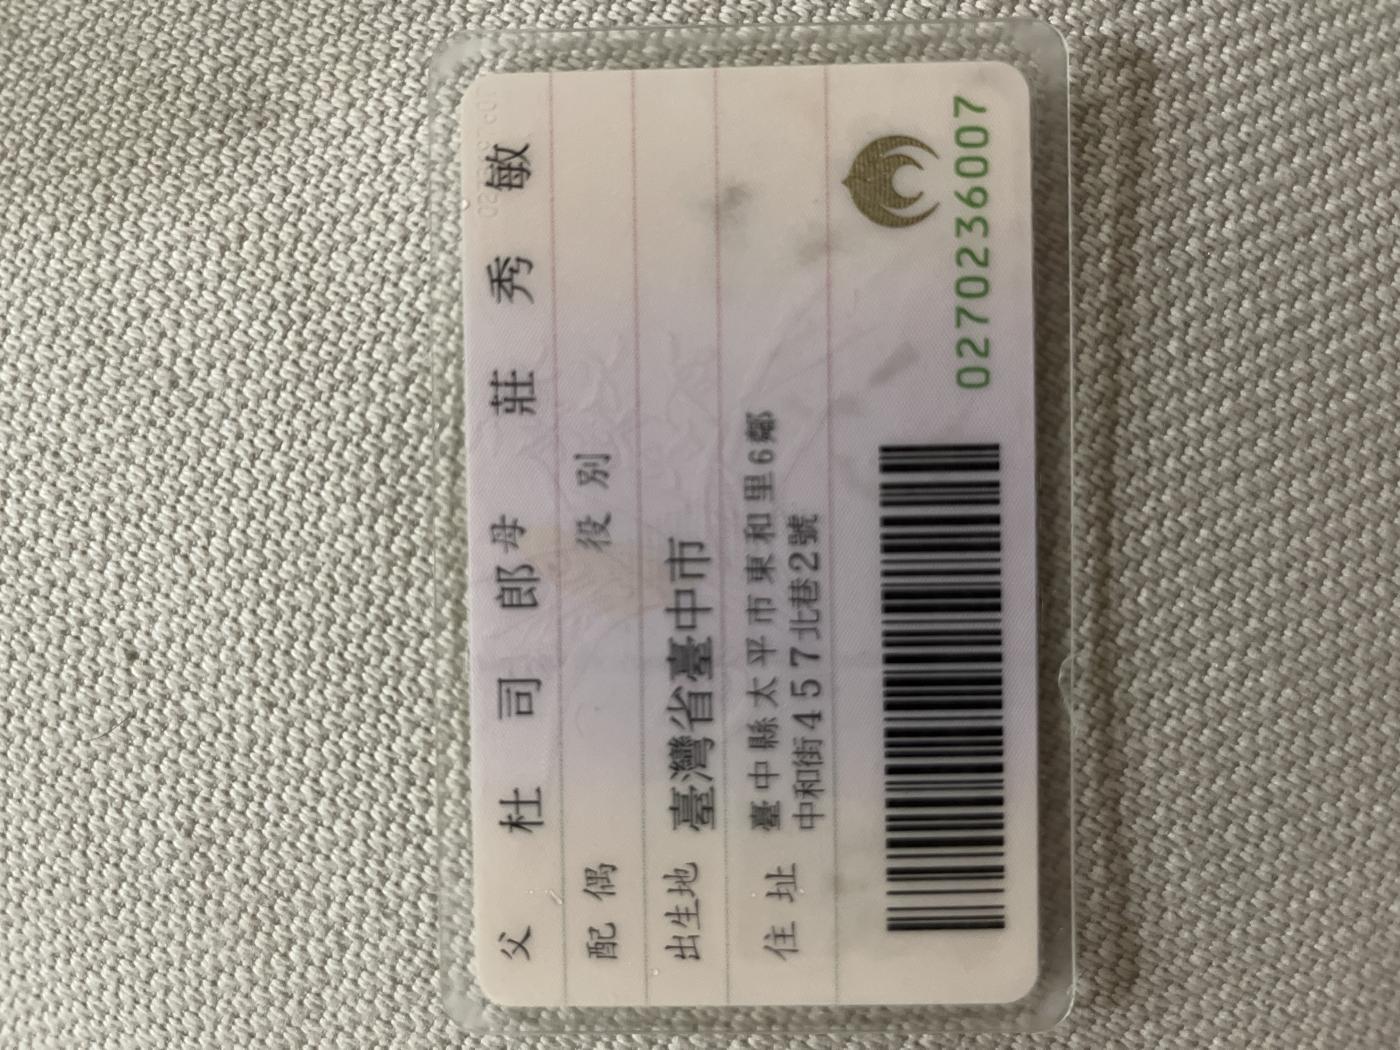 父 杜司郎 母 莊秀敏
配偶 役別
出生地 臺灣省臺中市
住址 臺中縣太平市東和里6鄰
中和街457北巷2號
0270236007